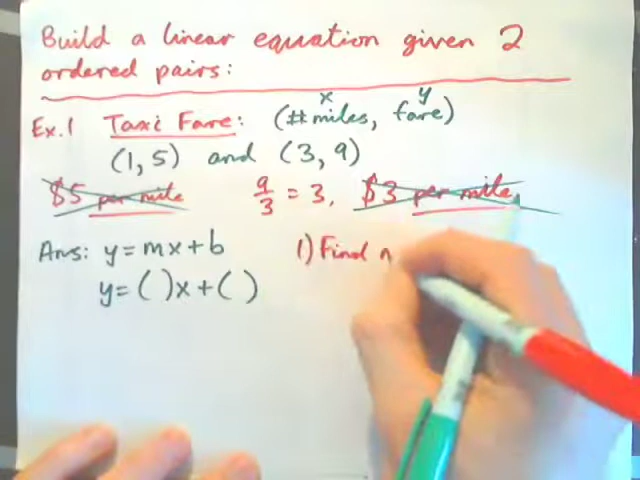 Build a linear equation given 2
ordered pairs:
x y
Ex.1 Taxi Fare: (#miles, fare)
(1, 5) and (3, 9)
$5 per mile 9/3 = 3, $3 per mile,
Ans: y = mx + b 1) Find
y = ( )x + ( )